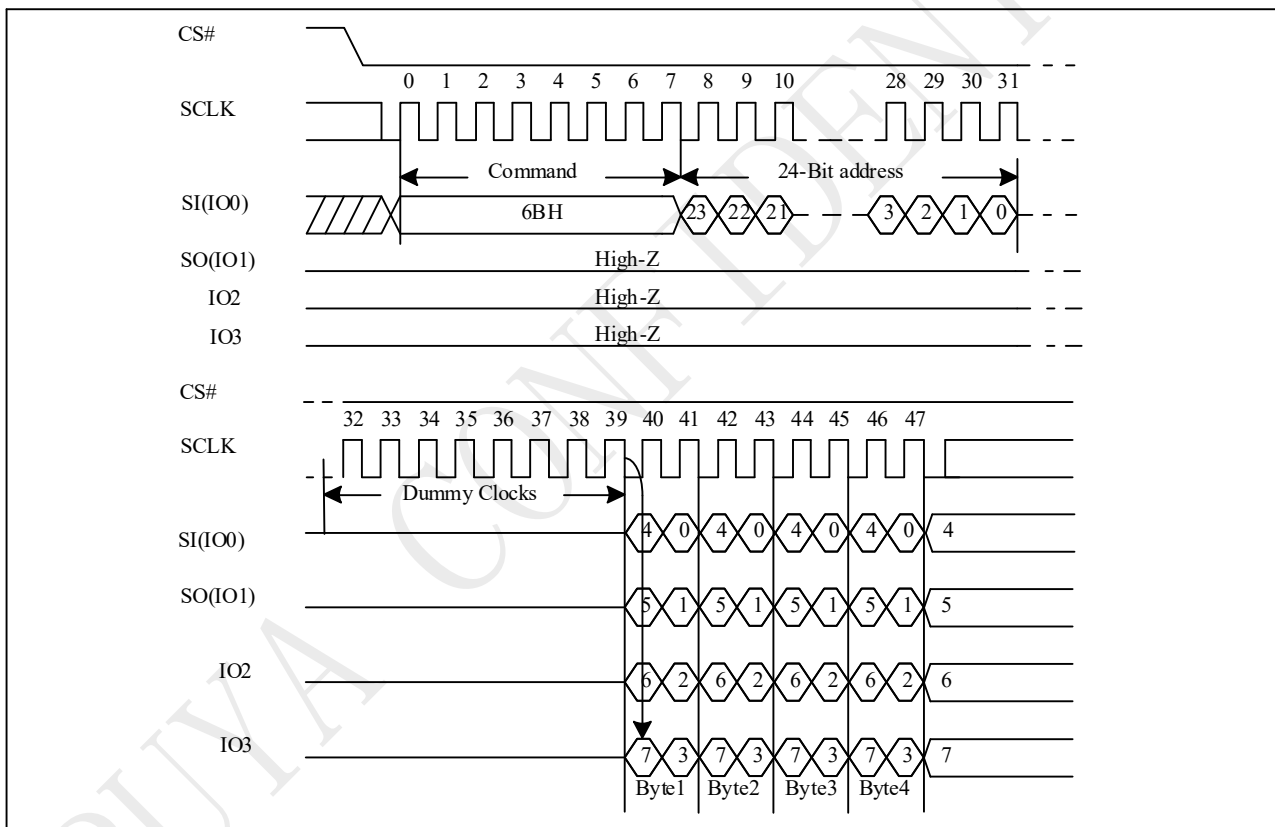 CS#
0 1 2 3 4 5 6 7 8 9 10 28 29 30 31
SCLK
Command 24-Bit address
SI(IO0) 6BH 23 22 21 3 2 1 0
SO(IO1) High-Z
IO2 High-Z
IO3 High-Z
CS#
32 33 34 35 36 37 38 39 40 41 42 43 44 45 46 47
SCLK
Dummy Clocks
SI(IO0) 4 0 4 0 4 0 4 0 4
SO(IO1) 5 1 5 1 5 1 5 1 5
IO2 6 2 6 2 6 2 6 2 6
IO3 7 3 7 3 7 3 7 3 7
Byte1 Byte2 Byte3 Byte4
PUYA CONFIDENT